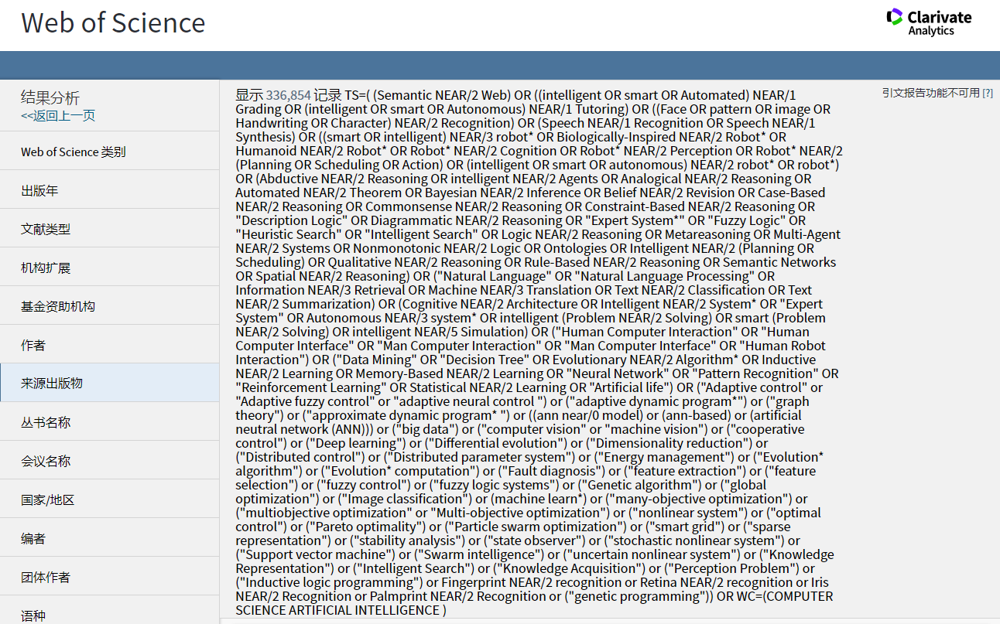 Web of Science
Clarivate
Analytics
结果分析
<<返回上一页
Web of Science 类别
出版年
文献类型
机构扩展
基金资助机构
作者
来源出版物
丛书名称
会议名称
国家/地区
编者
团体作者
语种
显示 336,854 记录 TS=( (Semantic NEAR/2 Web) OR ((intelligent OR smart OR Automated) NEAR/1
Grading OR (intelligent OR smart OR Autonomous) NEAR/1 Tutoring) OR ((Face OR pattern OR image OR
Handwriting OR Character) NEAR/2 Recognition) OR (Speech NEAR/1 Recognition OR Speech NEAR/1
Synthesis) OR ((smart OR intelligent) NEAR/3 robot* OR Biologically-Inspired NEAR/2 Robot* OR
Humanoid NEAR/2 Robot* OR Robot* NEAR/2 Cognition OR Robot* NEAR/2 Perception OR Robot* NEAR/2
(Planning OR Scheduling OR Action) OR (intelligent OR smart OR autonomous) NEAR/2 robot* OR robot*)
OR (Abductive NEAR/2 Reasoning OR intelligent NEAR/2 Agents OR Analogical NEAR/2 Reasoning OR
Automated NEAR/2 Theorem OR Bayesian NEAR/2 Inference OR Belief NEAR/2 Revision OR Case-Based
NEAR/2 Reasoning OR Commonsense NEAR/2 Reasoning OR Constraint-Based NEAR/2 Reasoning OR
"Description Logic" OR Diagrammatic NEAR/2 Reasoning OR "Expert System*" OR "Fuzzy Logic" OR
"Heuristic Search" OR "Intelligent Search" OR Logic NEAR/2 Reasoning OR Metareasoning OR Multi-Agent
NEAR/2 Systems OR Nonmonotonic NEAR/2 Logic OR Ontologies OR Intelligent NEAR/2 (Planning OR
Scheduling) OR Qualitative NEAR/2 Reasoning OR Rule-Based NEAR/2 Reasoning OR Semantic Networks
OR Spatial NEAR/2 Reasoning) OR ("Natural Language" OR "Natural Language Processing" OR
Information NEAR/3 Retrieval OR Machine NEAR/3 Translation OR Text NEAR/2 Classification OR Text
NEAR/2 Summarization) OR (Cognitive NEAR/2 Architecture OR Intelligent NEAR/2 System* OR "Expert
System" OR Autonomous NEAR/3 system* OR intelligent (Problem NEAR/2 Solving) OR smart (Problem
NEAR/2 Solving) OR intelligent NEAR/5 Simulation) OR ("Human Computer Interaction" OR "Human
Computer Interface" OR "Man Computer Interaction" OR "Man Computer Interface" OR "Human Robot
Interaction") OR ("Data Mining" OR "Decision Tree" OR Evolutionary NEAR/2 Algorithm* OR Inductive
NEAR/2 Learning OR Memory-Based NEAR/2 Learning OR "Neural Network" OR "Pattern Recognition" OR
"Reinforcement Learning" OR Statistical NEAR/2 Learning OR "Artificial life") OR ("Adaptive control" or
"Adaptive fuzzy control" or "adaptive neural control ") or ("adaptive dynamic program*") or ("graph
theory") or ("approximate dynamic program* ") or ((ann near/0 model) or (ann-based) or (artificial
neutral network (ANN))) or ("big data") or ("computer vision" or "machine vision") or ("cooperative
control") or ("Deep learning") or ("Differential evolution") or ("Dimensionality reduction") or
("Distributed control") or ("Distributed parameter system") or ("Energy management") or ("Evolution*
algorithm") or ("Evolution* computation") or ("Fault diagnosis") or ("feature extraction") or ("feature
selection") or ("fuzzy control") or ("fuzzy logic systems") or ("Genetic algorithm") or ("global
optimization") or ("Image classification") or (machine learn*) or ("many-objective optimization") or
("multiobjective optimization" or "Multi-objective optimization") or ("nonlinear system") or ("optimal
control") or ("Pareto optimality") or ("Particle swarm optimization") or ("smart grid") or ("sparse
representation") or ("stability analysis") or ("state observer") or ("stochastic nonlinear system") or
("Support vector machine") or ("Swarm intelligence") or ("uncertain nonlinear system") or ("Knowledge
Representation") or ("Intelligent Search") or ("Knowledge Acquisition") or ("Perception Problem") or
("Inductive logic programming") or Fingerprint NEAR/2 recognition or Retina NEAR/2 recognition or Iris
NEAR/2 Recognition or Palmprint NEAR/2 Recognition or ("genetic programming")) OR WC=(COMPUTER
SCIENCE ARTIFICIAL INTELLIGENCE )
引文报告功能不可用 [?]